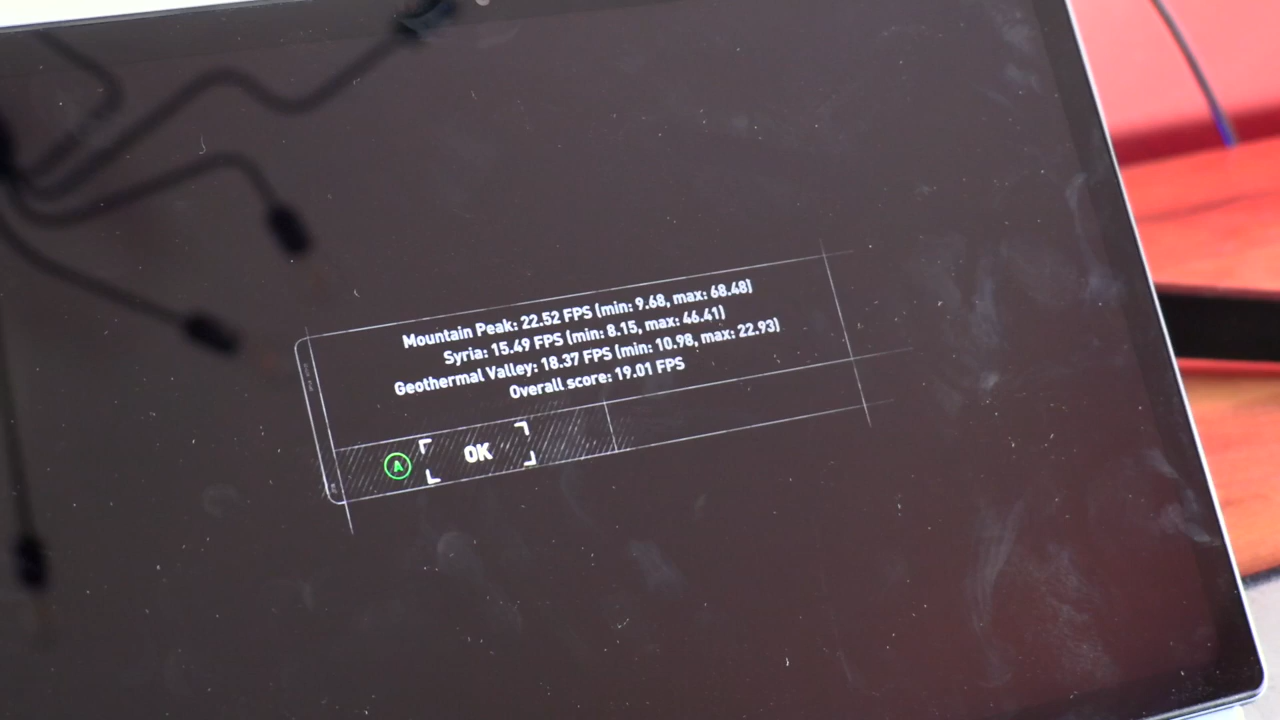 Mountain Peak: 22.52 FPS (min: 9.68, max: 68.48)
Syria: 15.49 FPS (min: 8.15, max: 46.41)
Geothermal Valley: 18.37 FPS (min: 10.98, max: 22.93)
Overall score: 19.01 FPS
A OK